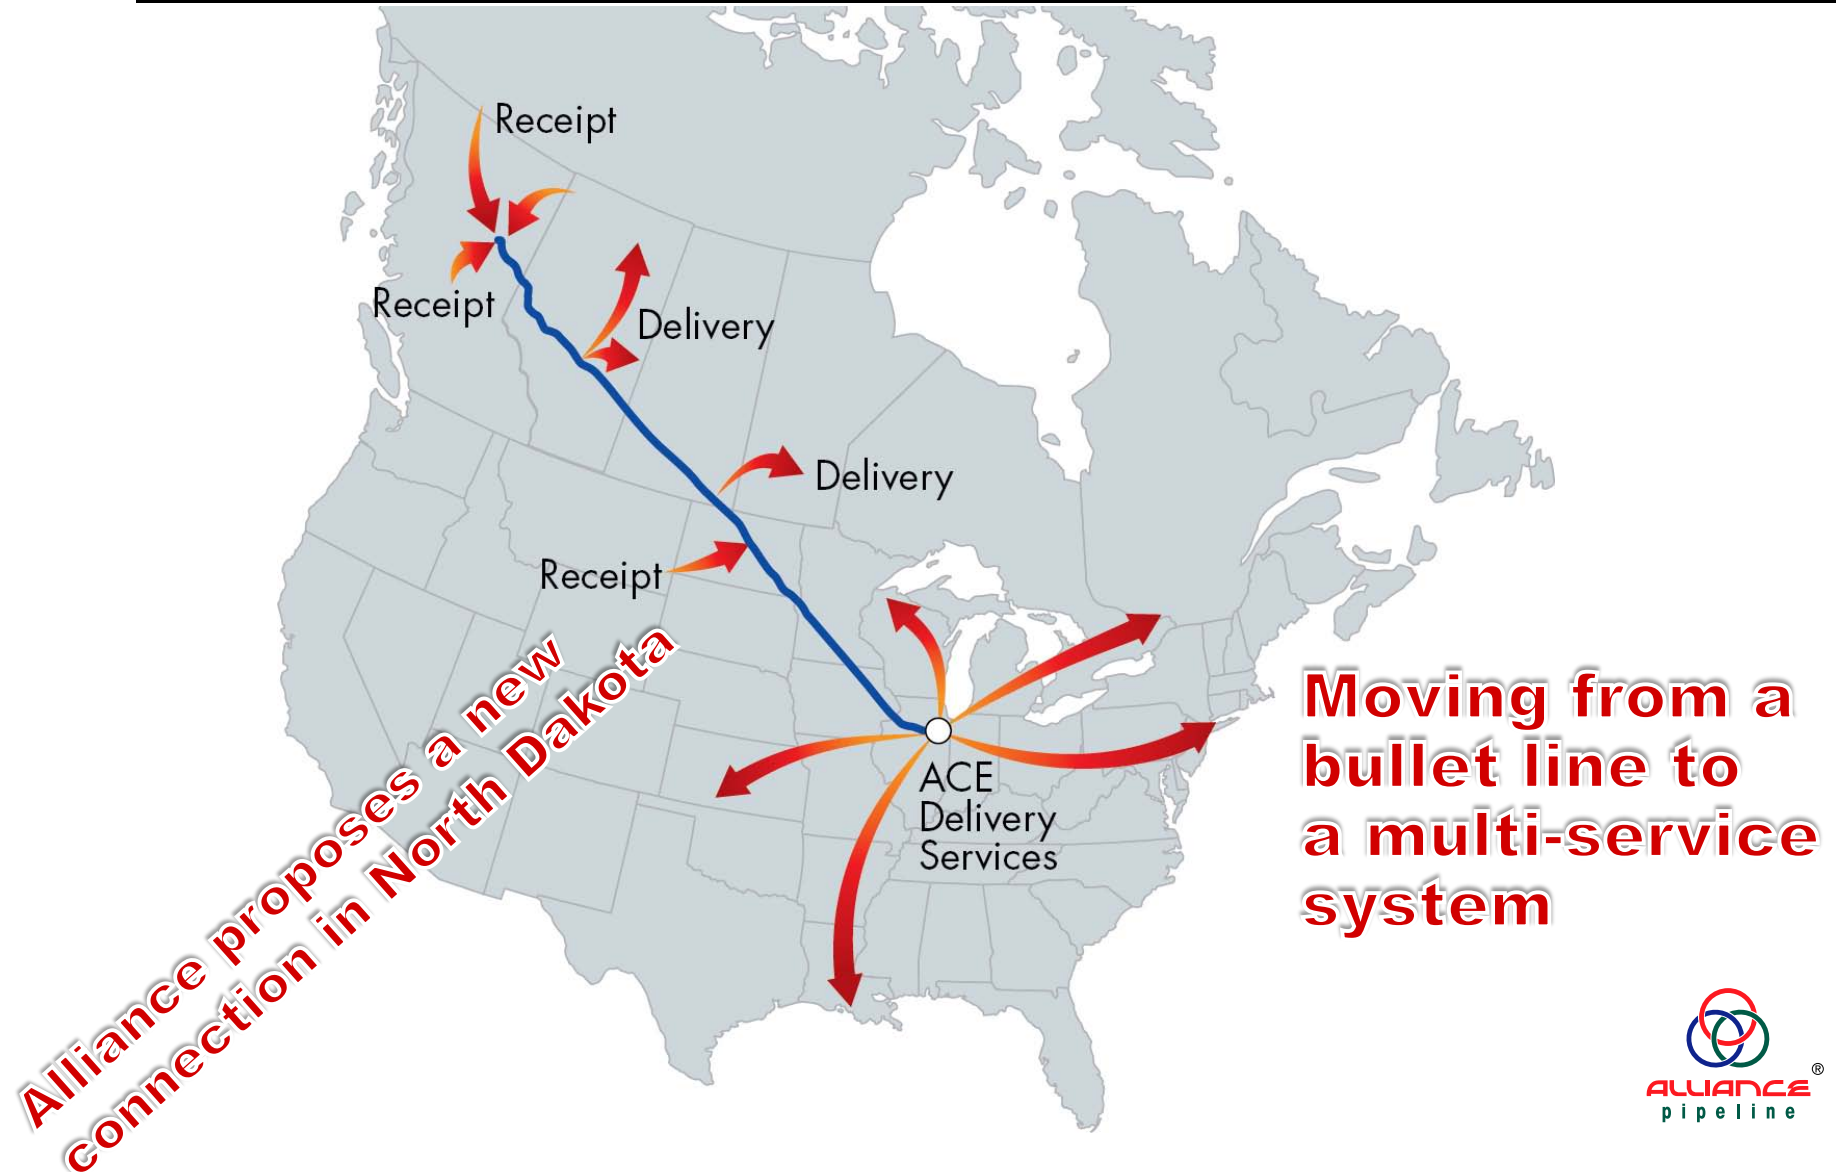 Receipt
Receipt
Delivery
Delivery
Receipt
ACE
Delivery
Services
Alliance proposes a new
connection in North Dakota
Moving from a
bullet line to
a multi-service
system
ALLIANCE ®
pipeline